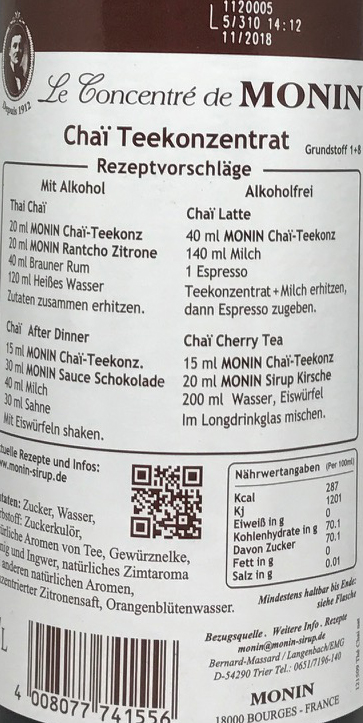 1120005
L 5/310 14:12
11/2018
Depuis 1912
Le Concentré de MONIN
Chaï Teekonzentrat
Grundstoff 1+8
Rezeptvorschläge
Mit Alkohol
Thai Chaï
20 ml MONIN Chaï-Teekonz
20 ml MONIN Rantcho Zitrone
40 ml Brauner Rum
120 ml Heißes Wasser
Zutaten zusammen erhitzen.
Chaï After Dinner
15 ml MONIN Chaï-Teekonz.
30 ml MONIN Sauce Schokolade
40 ml Milch
30 ml Sahne
Mit Eiswürfeln shaken.
Alkoholfrei
Chaï Latte
40 ml MONIN Chaï-Teekonz
140 ml Milch
1 Espresso
Teekonzentrat + Milch erhitzen,
dann Espresso zugeben.
Chaï Cherry Tea
15 ml MONIN Chaï-Teekonz
20 ml MONIN Sirup Kirsche
200 ml Wasser, Eiswürfel
Im Longdrinkglas mischen.
tuelle Rezepte und Infos:
ww.monin-sirup.de
taten: Zucker, Wasser,
rbstoff: Zuckerkulör,
ürliche Aromen von Tee, Gewürznelke,
nig und Ingwer, natürliches Zimtaroma
anderen natürlichen Aromen,
zentrierter Zitronensaft, Orangenblütenwasser.
Nährwertangaben (Per 100ml)
Kcal 287
Kj 1201
Eiweiß in g 0
Kohlenhydrate in g 70.1
Davon Zucker 70.1
Fett in g 0
Salz in g 0.01
Mindestens haltbar bis Ende:
siehe Flasche
Bezugsquelle. Weitere Info. Rezepte
monin@monin-sirup.de
Bernard-Massard / Langenbach/EMG
D-54290 Trier Tel.: 0651/7196-140
MONIN
18000 BOURGES - FRANCE
4 008077 741556